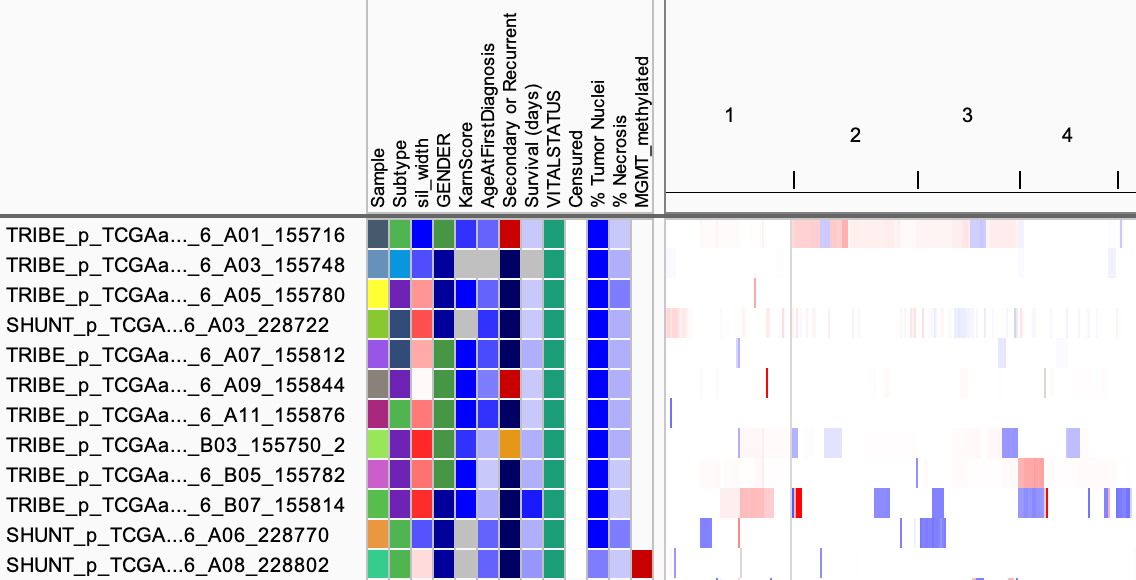 Sample
Subtype
sil_width
GENDER
KarnScore
AgeAtFirstDiagnosis
Secondary or Recurrent
Survival (days)
VITALSTATUS
Censured
% Tumor Nuclei
% Necrosis
MGMT_methylated
1
2
3
4
TRIBE_p_TCGAa..._6_A01_155716
TRIBE_p_TCGAa..._6_A03_155748
TRIBE_p_TCGAa..._6_A05_155780
SHUNT_p_TCGA...6_A03_228722
TRIBE_p_TCGAa..._6_A07_155812
TRIBE_p_TCGAa..._6_A09_155844
TRIBE_p_TCGAa..._6_A11_155876
TRIBE_p_TCGAa..._B03_155750_2
TRIBE_p_TCGAa..._6_B05_155782
TRIBE_p_TCGAa..._6_B07_155814
SHUNT_p_TCGA...6_A06_228770
SHUNT_p_TCGA...6_A08_228802